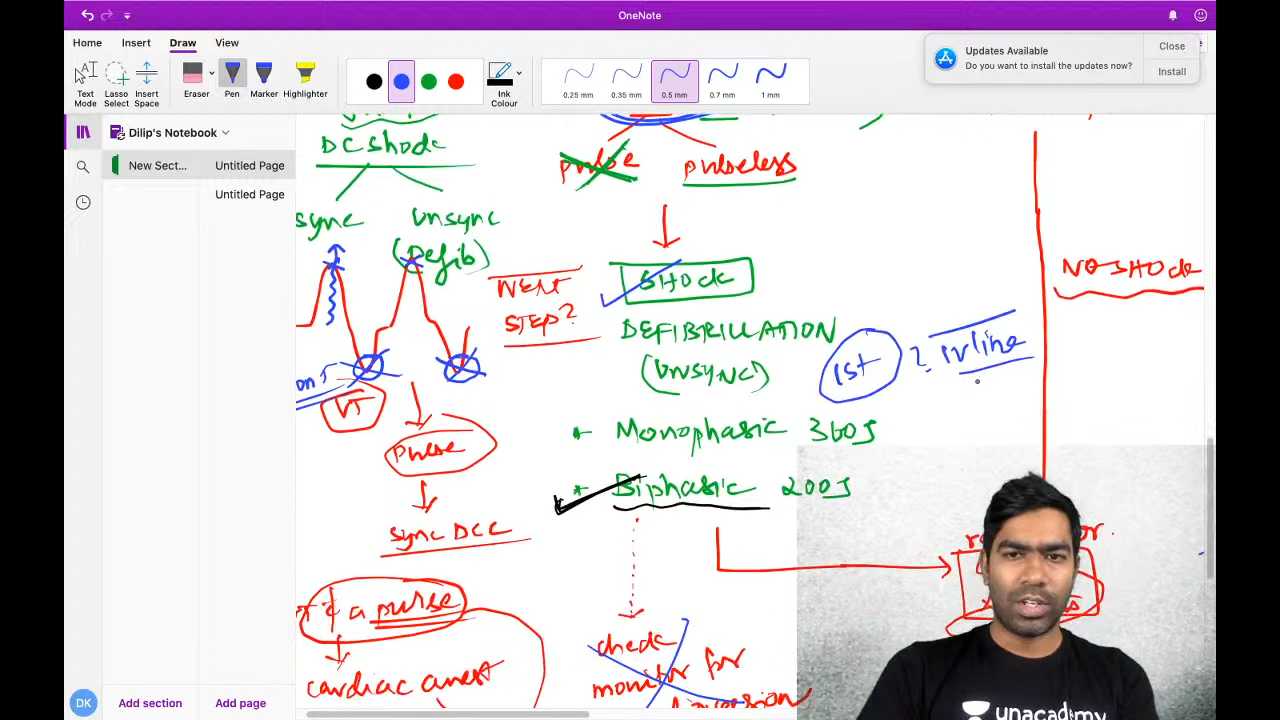 OneNote
Home
Insert
Draw
View
Updates Available
Do you want to install the updates now?
Close
Install
Text
Mode
Lasso
Select
Insert
Space
Eraser
Pen
Marker
Highlighter
Ink
Colour
0.25 mm
0.35 mm
0.5 mm
0.7 mm
1 mm
Dilip's Notebook
New Sect...
Untitled Page
Untitled Page
DC Shock
pulse
pulseless
sync
Unsync
(Defib)
NEXT
STEP?
SHOCK
DEFIBRILLATION
(UNSYNC)
1st
? IV line
NO SHOCK
VT
Pulse
sync DCC
* Monophasic 360J
* Biphasic 200J
a pulse
cardiac arrest
check
monitor for
DK
Add section
Add page
unacademy